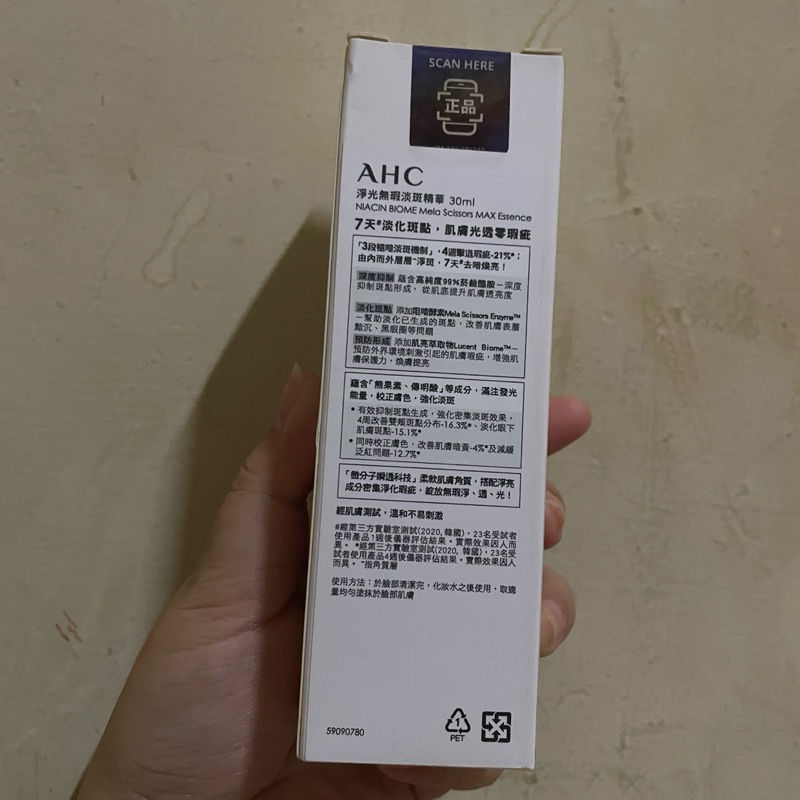 SCAN HERE
正品
AHC
淨光無瑕淡斑精華 30ml
NIACIN BIOME Mela Scissors MAX Essence
7天#淡化斑點，肌膚光透零瑕疵
「3段褪暗淡斑機制」，4週擊退瑕疵-21%*；
由內而外層層^淨斑，7天#去暗煥亮！
深度抑制 蘊含高純度99%菸鹼醯胺－深度
抑制斑點形成，從肌底提升肌膚透亮度
淡化斑點 添加阻暗酵素Mela Scissors Enzyme™
－幫助淡化已生成的斑點，改善肌膚表層
黯沉、黑眼圈等問題
預防形成 添加肌亮萃取物Lucent Biome™－
預防外界環境刺激引起的肌膚瑕疵，增強肌
膚保護力，煥膚提亮
蘊含「熊果素、傳明酸」等成分，滿注發光
能量，校正膚色，強化淡斑
• 有效抑制斑點生成，強化密集淡斑效果，
4周改善雙頰斑點分布-16.3%*、淡化眼下
肌膚斑點-15.1%*
• 同時校正膚色，改善肌膚暗黃-4%*及減緩
泛紅問題-12.7%*
「微分子瞬透科技」柔軟肌膚角質，搭配淨亮
成分密集淨化瑕疵，綻放無瑕淨、透、光！
經肌膚測試，溫和不易刺激
#經第三方實驗室測試(2020, 韓國)，23名受試者
使用產品1週後儀器評估結果。實際效果因人而
異。 *經第三方實驗室測試(2020, 韓國)，23名受
試者使用產品4週後儀器評估結果。實際效果因人
而異。 ^指角質層
使用方法：於臉部清潔完，化妝水之後使用，取適
量均勻塗抹於臉部肌膚
59090780
1
PET